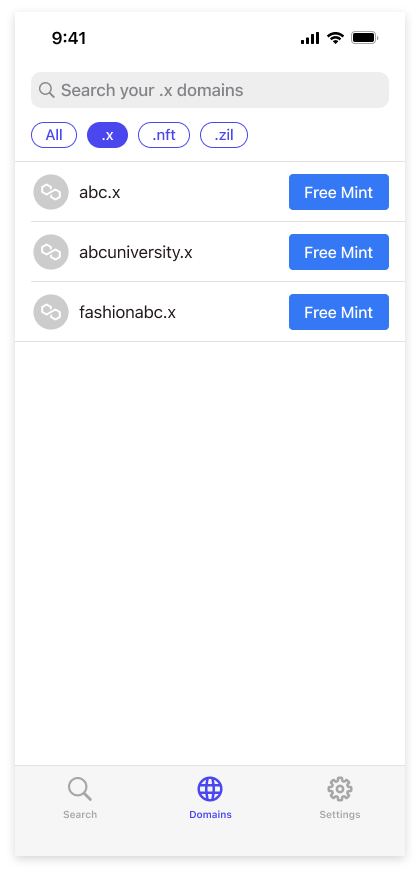 9:41
Search your .x domains
All .x .nft .zil
abc.x Free Mint
abcuniversity.x Free Mint
fashionabc.x Free Mint
Search Domains Settings